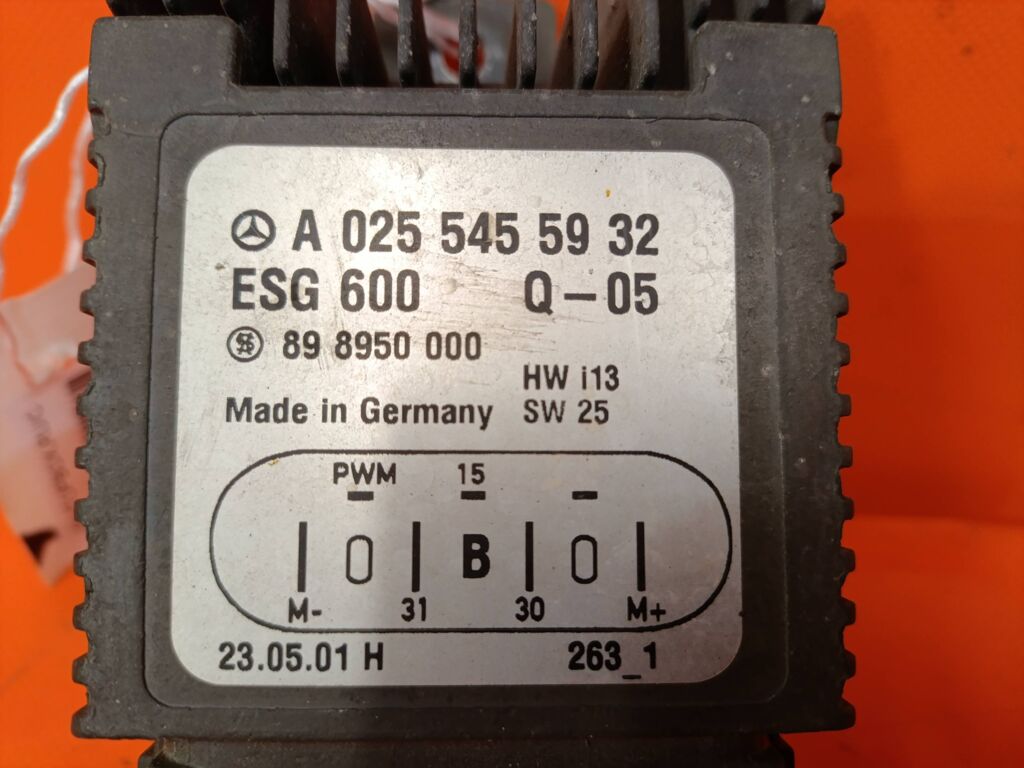 A 025 545 59 32
ESG 600 Q-05
89 8950 000
HW i13
Made in Germany SW 25
PWM 15
B
M- 31 30 M+
23.05.01 H 263_1